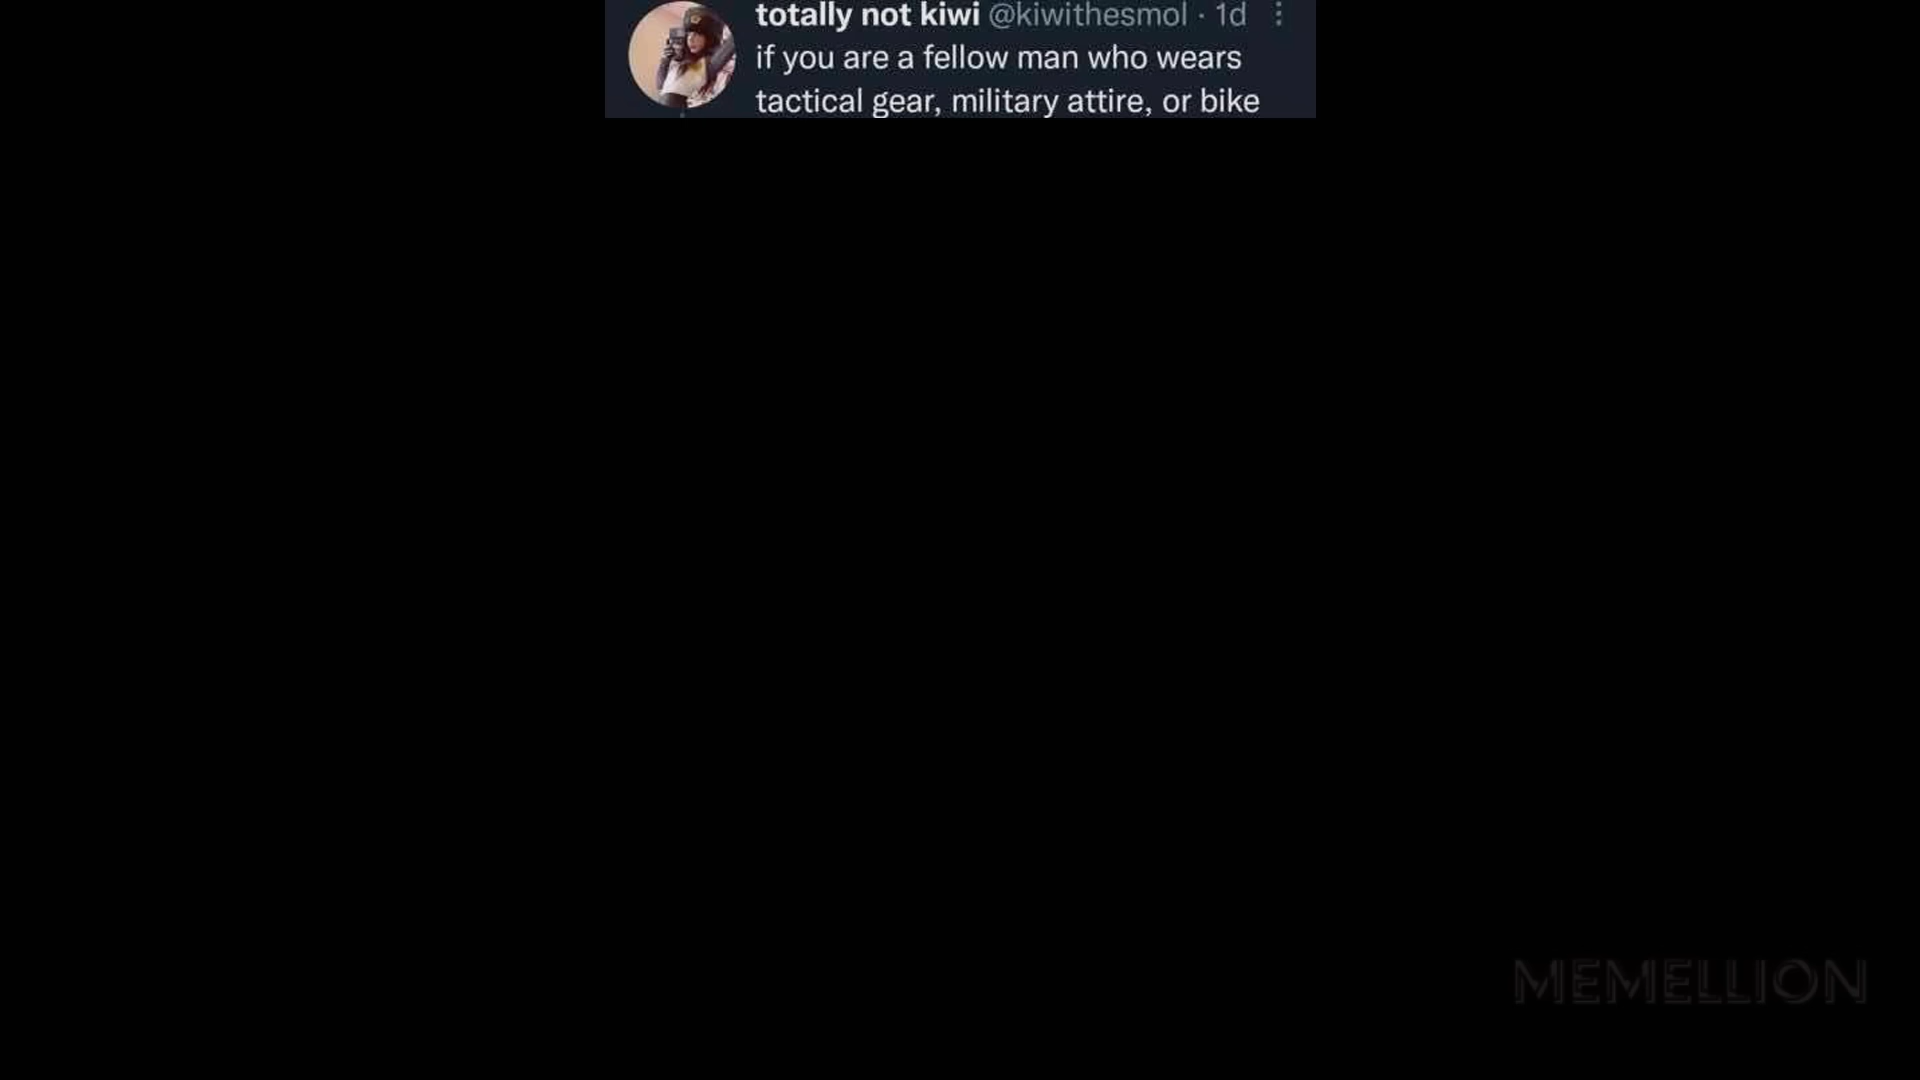 totally not kiwi @kiwithesmol · 1d
if you are a fellow man who wears
tactical gear, military attire, or bike
MEMELLION